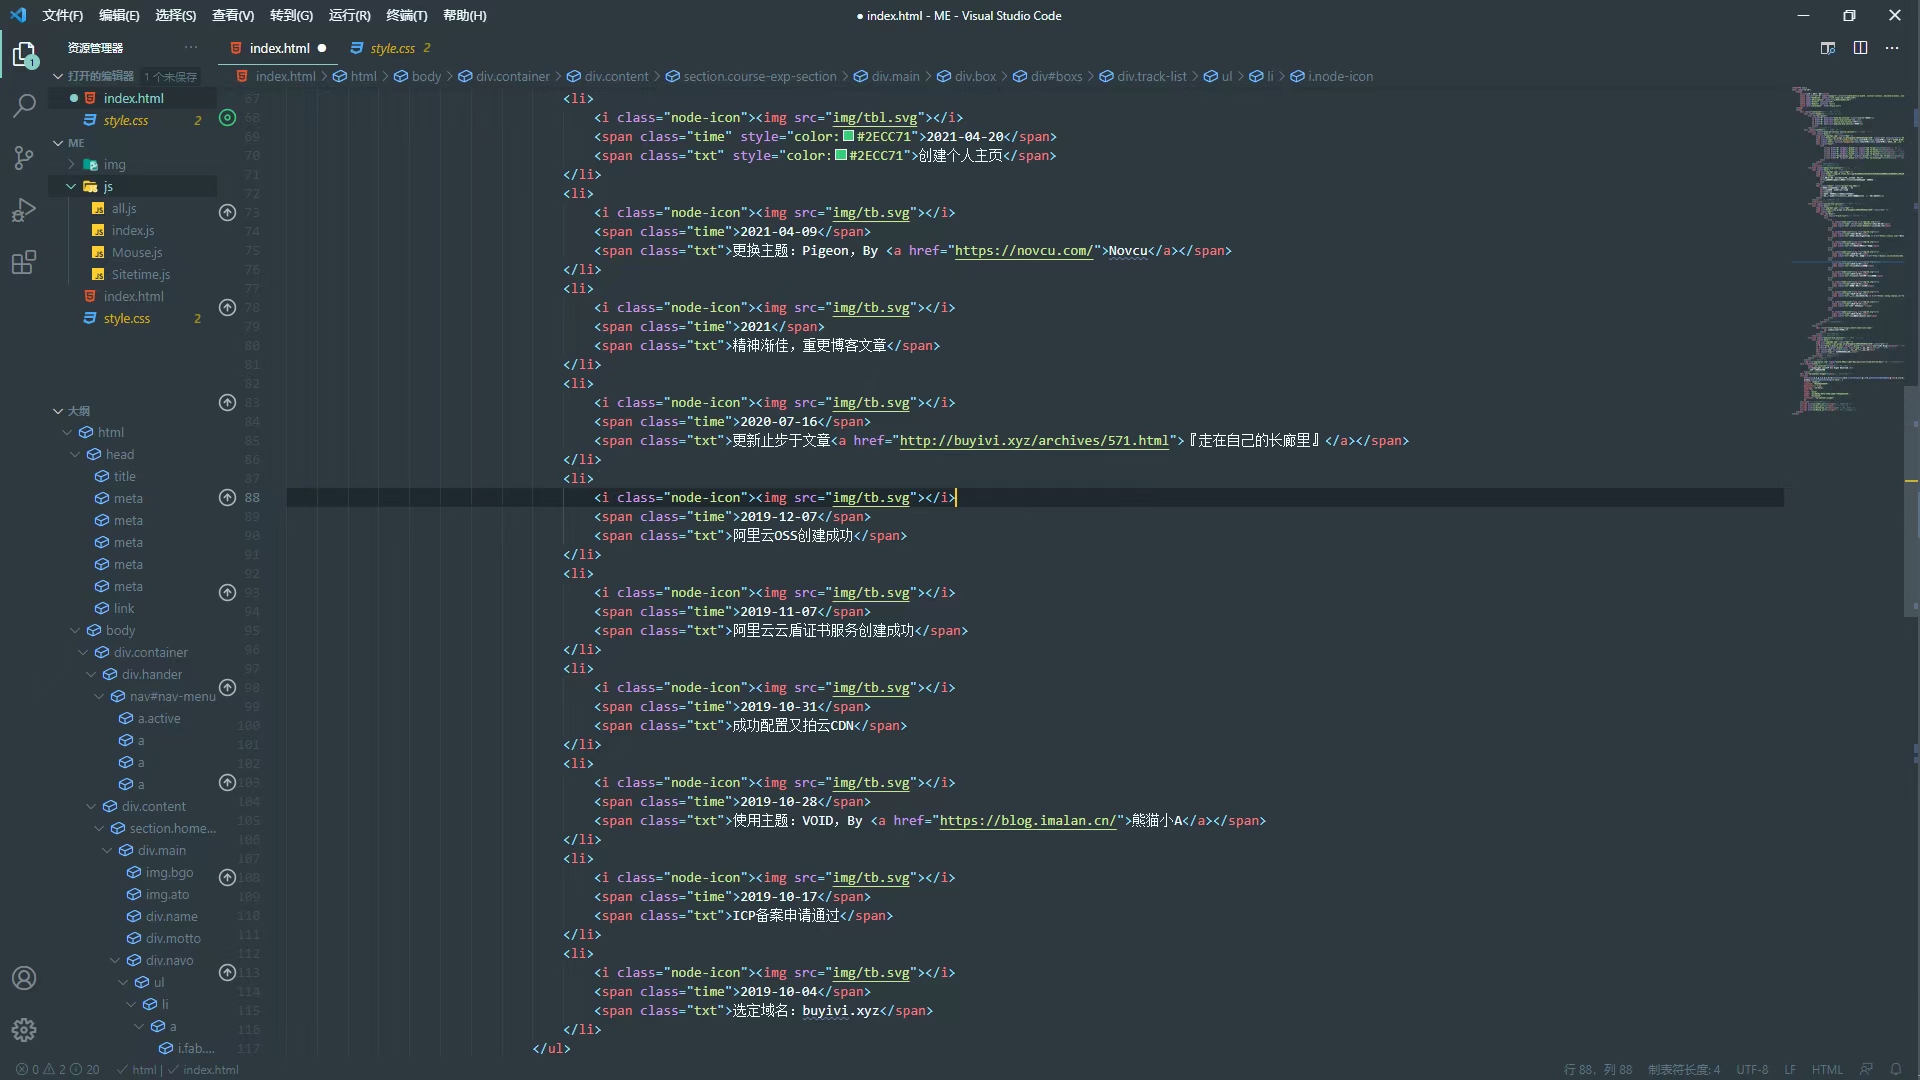 文件(F) 编辑(E) 选择(S) 查看(V) 转到(G) 运行(R) 终端(T) 帮助(H)
● index.html - ME - Visual Studio Code
资源管理器
index.html ●
style.css 2
打开的编辑器 1 个未保存
index.html > html > body > div.container > div.content > section.course-exp-section > div.main > div.box > div#boxs > div.track-list > ul > li > i.node-icon
1
index.html
style.css 2
ME
img
js
all.js
index.js
Mouse.js
Sitetime.js
index.html
style.css 2
大纲
html
head
title
meta
meta
meta
meta
meta
link
body
div.container
div.hander
nav#nav-menu
a.active
a
a
a
div.content
section.home...
div.main
img.bgo
img.ato
div.name
div.motto
div.navo
ul
li
a
i.fab....
67 <li>
68 <i class="node-icon"><img src="img/tbl.svg"></i>
69 <span class="time" style="color:#2ECC71">2021-04-20</span>
70 <span class="txt" style="color:#2ECC71">创建个人主页</span>
71 </li>
72 <li>
73 <i class="node-icon"><img src="img/tb.svg"></i>
74 <span class="time">2021-04-09</span>
75 <span class="txt">更换主题：Pigeon，By <a href="https://novcu.com/">Novcu</a></span>
76 </li>
77 <li>
78 <i class="node-icon"><img src="img/tb.svg"></i>
79 <span class="time">2021</span>
80 <span class="txt">精神渐佳，重更博客文章</span>
81 </li>
82 <li>
83 <i class="node-icon"><img src="img/tb.svg"></i>
84 <span class="time">2020-07-16</span>
85 <span class="txt">更新止步于文章<a href="http://buyivi.xyz/archives/571.html">『走在自己的长廊里』</a></span>
86 </li>
87 <li>
88 <i class="node-icon"><img src="img/tb.svg"></i>
89 <span class="time">2019-12-07</span>
90 <span class="txt">阿里云OSS创建成功</span>
91 </li>
92 <li>
93 <i class="node-icon"><img src="img/tb.svg"></i>
94 <span class="time">2019-11-07</span>
95 <span class="txt">阿里云云盾证书服务创建成功</span>
96 </li>
97 <li>
98 <i class="node-icon"><img src="img/tb.svg"></i>
99 <span class="time">2019-10-31</span>
100 <span class="txt">成功配置又拍云CDN</span>
101 </li>
102 <li>
103 <i class="node-icon"><img src="img/tb.svg"></i>
104 <span class="time">2019-10-28</span>
105 <span class="txt">使用主题：VOID，By <a href="https://blog.imalan.cn/">熊猫小A</a></span>
106 </li>
107 <li>
108 <i class="node-icon"><img src="img/tb.svg"></i>
109 <span class="time">2019-10-17</span>
110 <span class="txt">ICP备案申请通过</span>
111 </li>
112 <li>
113 <i class="node-icon"><img src="img/tb.svg"></i>
114 <span class="time">2019-10-04</span>
115 <span class="txt">选定域名：buyivi.xyz</span>
116 </li>
117 </ul>
0 2 20 html | index.html
行 88，列 88 制表符长度: 4 UTF-8 LF HTML